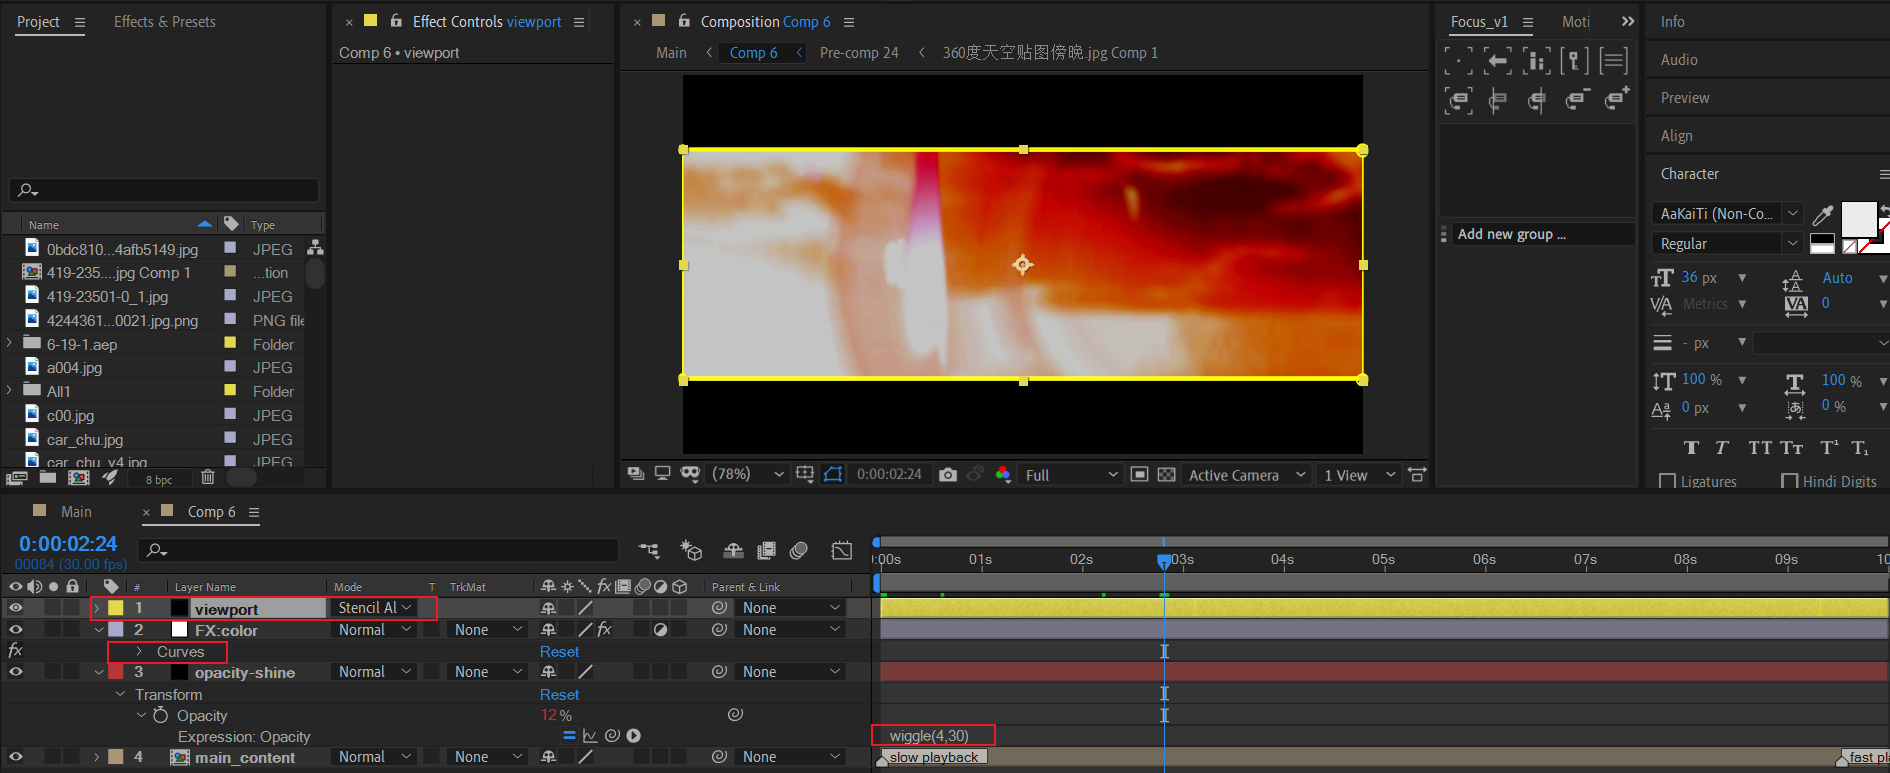 Project
Effects & Presets
Effect Controls viewport
Composition Comp 6
Focus_v1
Moti
Info
Comp 6 • viewport
Main
Comp 6
Pre-comp 24
360度天空贴图傍晚.jpg Comp 1
Audio
Preview
Align
Character
AaKaiTi (Non-Co...
Regular
Add new group ...
36 px
Auto
Metrics
0
- px
100 %
100 %
0 px
0 %
Ligatures
Hindi Digits
Name
Type
0bdc810...4afb5149.jpg
JPEG
419-235....jpg Comp 1
...tion
419-23501-0_1.jpg
JPEG
4244361...0021.jpg.png
PNG file
6-19-1.aep
Folder
a004.jpg
JPEG
All1
Folder
c00.jpg
JPEG
car_chu.jpg
JPEG
car_chu_v4.jpg
JPEG
8 bpc
(78%)
0:00:02:24
Full
Active Camera
1 View
Main
Comp 6
0:00:02:24
00084 (30.00 fps)
:00s
01s
02s
03s
04s
05s
06s
07s
08s
09s
10
#
Layer Name
Mode
T
TrkMat
Parent & Link
1
viewport
Stencil Al
None
2
FX:color
Normal
None
None
fx
Curves
Reset
3
opacity-shine
Normal
None
None
Transform
Reset
Opacity
12 %
Expression: Opacity
wiggle(4,30)
4
main_content
Normal
None
None
slow playback
fast pl